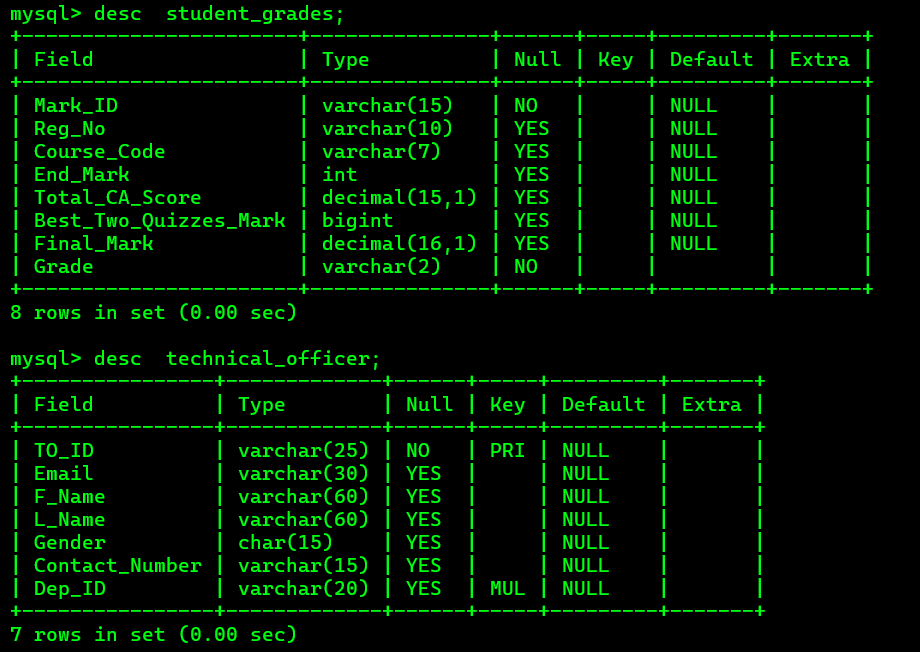 mysql> desc  student_grades;
+-----------------------+---------------+------+-----+---------+-------+
| Field                 | Type          | Null | Key | Default | Extra |
+-----------------------+---------------+------+-----+---------+-------+
| Mark_ID               | varchar(15)   | NO   |     | NULL    |       |
| Reg_No                | varchar(10)   | YES  |     | NULL    |       |
| Course_Code           | varchar(7)    | YES  |     | NULL    |       |
| End_Mark              | int           | YES  |     | NULL    |       |
| Total_CA_Score        | decimal(15,1) | YES  |     | NULL    |       |
| Best_Two_Quizzes_Mark | bigint        | YES  |     | NULL    |       |
| Final_Mark            | decimal(16,1) | YES  |     | NULL    |       |
| Grade                 | varchar(2)    | NO   |     |         |       |
+-----------------------+---------------+------+-----+---------+-------+
8 rows in set (0.00 sec)

mysql> desc  technical_officer;
+----------------+-------------+------+-----+---------+-------+
| Field          | Type        | Null | Key | Default | Extra |
+----------------+-------------+------+-----+---------+-------+
| TO_ID          | varchar(25) | NO   | PRI | NULL    |       |
| Email          | varchar(30) | YES  |     | NULL    |       |
| F_Name         | varchar(60) | YES  |     | NULL    |       |
| L_Name         | varchar(60) | YES  |     | NULL    |       |
| Gender         | char(15)    | YES  |     | NULL    |       |
| Contact_Number | varchar(15) | YES  |     | NULL    |       |
| Dep_ID         | varchar(20) | YES  | MUL | NULL    |       |
+----------------+-------------+------+-----+---------+-------+
7 rows in set (0.00 sec)